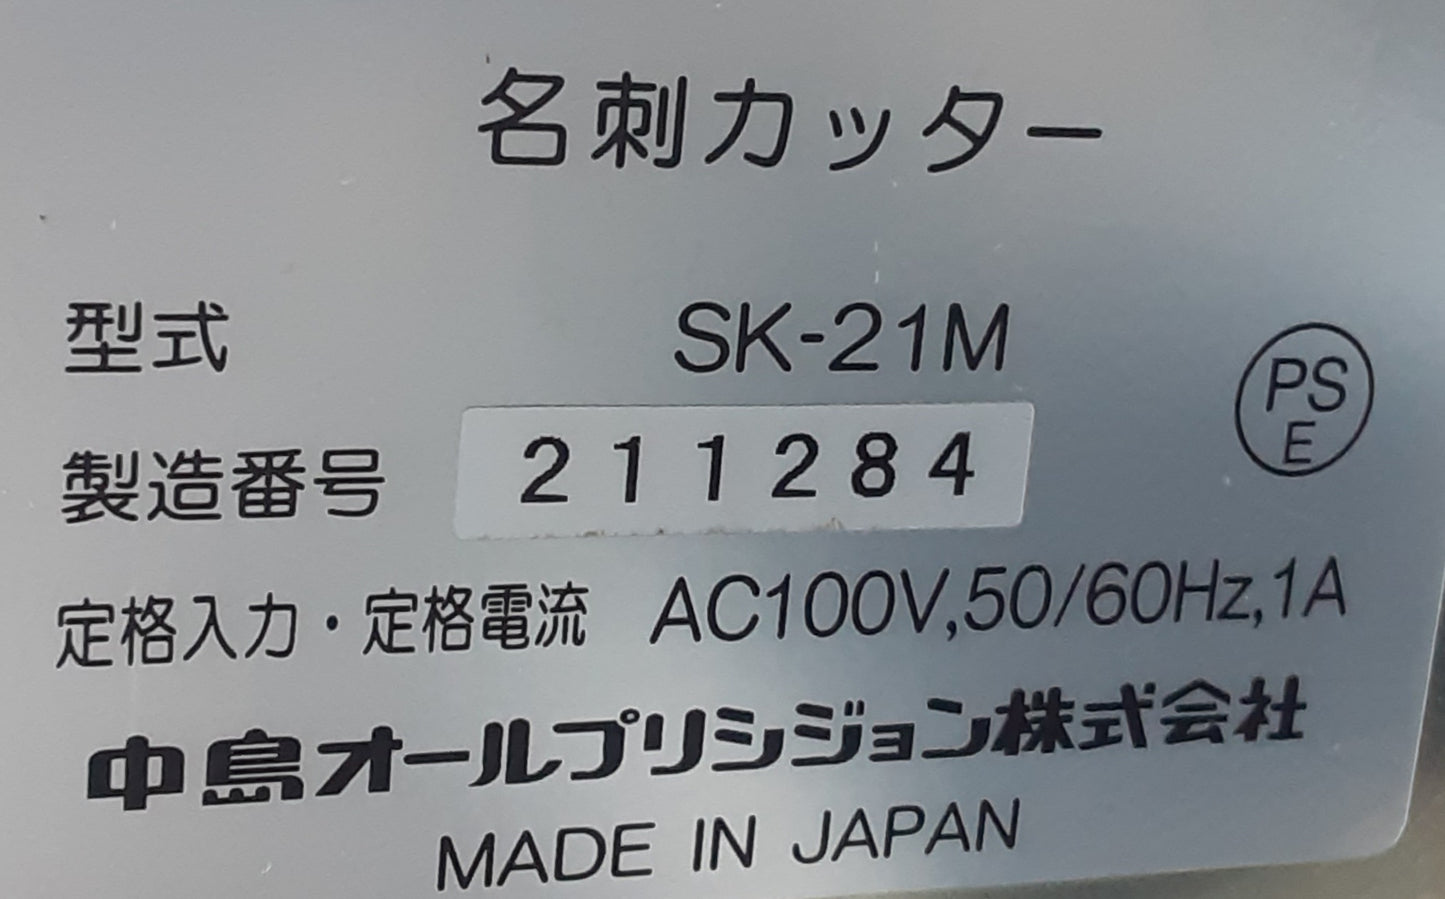 名刺カッター
型式 SK-21M
PS
E
製造番号 211284
定格入力・定格電流 AC100V,50/60Hz,1A
中島オールプリシジョン株式会社
MADE IN JAPAN